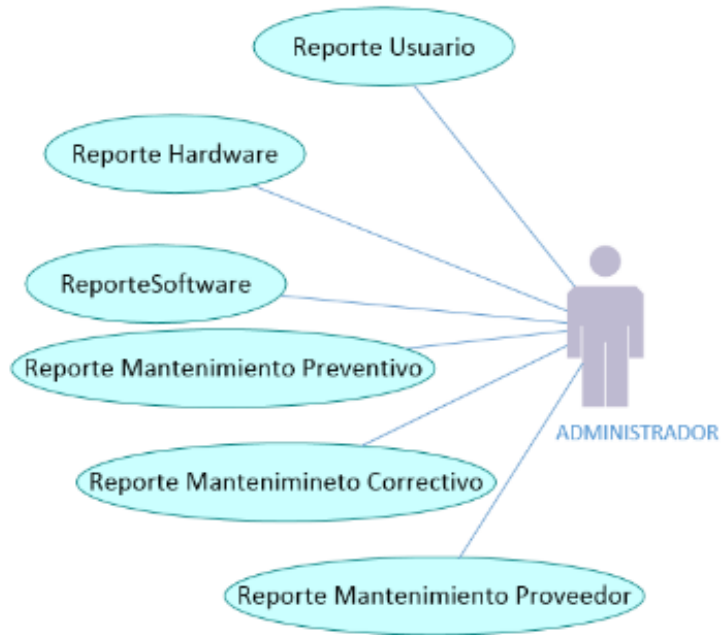 Reporte Usuario
Reporte Hardware
ReporteSoftware
Reporte Mantenimiento Preventivo
ADMINISTRADOR
Reporte Mantenimineto Correctivo
Reporte Mantenimiento Proveedor